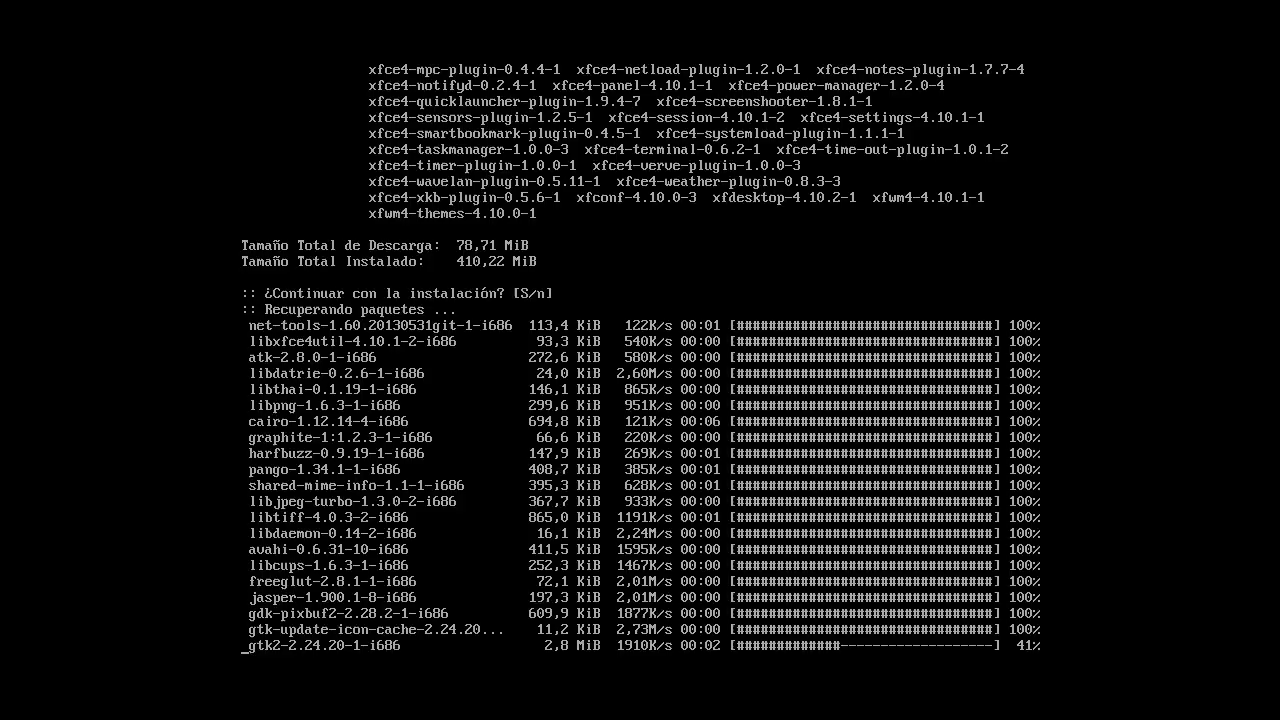 xfce4-mpc-plugin-0.4.4-1  xfce4-netload-plugin-1.2.0-1  xfce4-notes-plugin-1.7.7-4
xfce4-notifyd-0.2.4-1  xfce4-panel-4.10.1-1  xfce4-power-manager-1.2.0-4
xfce4-quicklauncher-plugin-1.9.4-7  xfce4-screenshooter-1.8.1-1
xfce4-sensors-plugin-1.2.5-1  xfce4-session-4.10.1-2  xfce4-settings-4.10.1-1
xfce4-smartbookmark-plugin-0.4.5-1  xfce4-systemload-plugin-1.1.1-1
xfce4-taskmanager-1.0.0-3  xfce4-terminal-0.6.2-1  xfce4-time-out-plugin-1.0.1-2
xfce4-timer-plugin-1.0.0-1  xfce4-verve-plugin-1.0.0-3
xfce4-wavelan-plugin-0.5.11-1  xfce4-weather-plugin-0.8.3-3
xfce4-xkb-plugin-0.5.6-1  xfconf-4.10.0-3  xfdesktop-4.10.2-1  xfwm4-4.10.1-1
xfwm4-themes-4.10.0-1
Tamaño Total de Descarga:  78,71 MiB
Tamaño Total Instalado:    410,22 MiB
:: ¿Continuar con la instalación? [S/n]
:: Recuperando paquetes ...
net-tools-1.60.20130531git-1-i686  113,4 KiB   122K/s 00:01 [################################] 100%
libxfce4util-4.10.1-2-i686          93,3 KiB   540K/s 00:00 [################################] 100%
atk-2.8.0-1-i686                   272,6 KiB   580K/s 00:00 [################################] 100%
libdatrie-0.2.6-1-i686              24,0 KiB  2,60M/s 00:00 [################################] 100%
libthai-0.1.19-1-i686              146,1 KiB   865K/s 00:00 [################################] 100%
libpng-1.6.3-1-i686                299,6 KiB   951K/s 00:00 [################################] 100%
cairo-1.12.14-4-i686               694,8 KiB   121K/s 00:06 [################################] 100%
graphite-1:1.2.3-1-i686             66,6 KiB   220K/s 00:00 [################################] 100%
harfbuzz-0.9.19-1-i686             147,9 KiB   269K/s 00:01 [################################] 100%
pango-1.34.1-1-i686                408,7 KiB   385K/s 00:01 [################################] 100%
shared-mime-info-1.1-1-i686        395,3 KiB   628K/s 00:01 [################################] 100%
libjpeg-turbo-1.3.0-2-i686         367,7 KiB   933K/s 00:00 [################################] 100%
libtiff-4.0.3-2-i686               865,0 KiB  1191K/s 00:01 [################################] 100%
libdaemon-0.14-2-i686               16,1 KiB  2,24M/s 00:00 [################################] 100%
avahi-0.6.31-10-i686               411,5 KiB  1595K/s 00:00 [################################] 100%
libcups-1.6.3-1-i686               252,3 KiB  1467K/s 00:00 [################################] 100%
freeglut-2.8.1-1-i686               72,1 KiB  2,01M/s 00:00 [################################] 100%
jasper-1.900.1-8-i686              197,3 KiB  2,01M/s 00:00 [################################] 100%
gdk-pixbuf2-2.28.2-1-i686          609,9 KiB  1877K/s 00:00 [################################] 100%
gtk-update-icon-cache-2.24.20...    11,2 KiB  2,73M/s 00:00 [################################] 100%
_gtk2-2.24.20-1-i686                  2,8 MiB  1910K/s 00:02 [#############-------------------]  41%